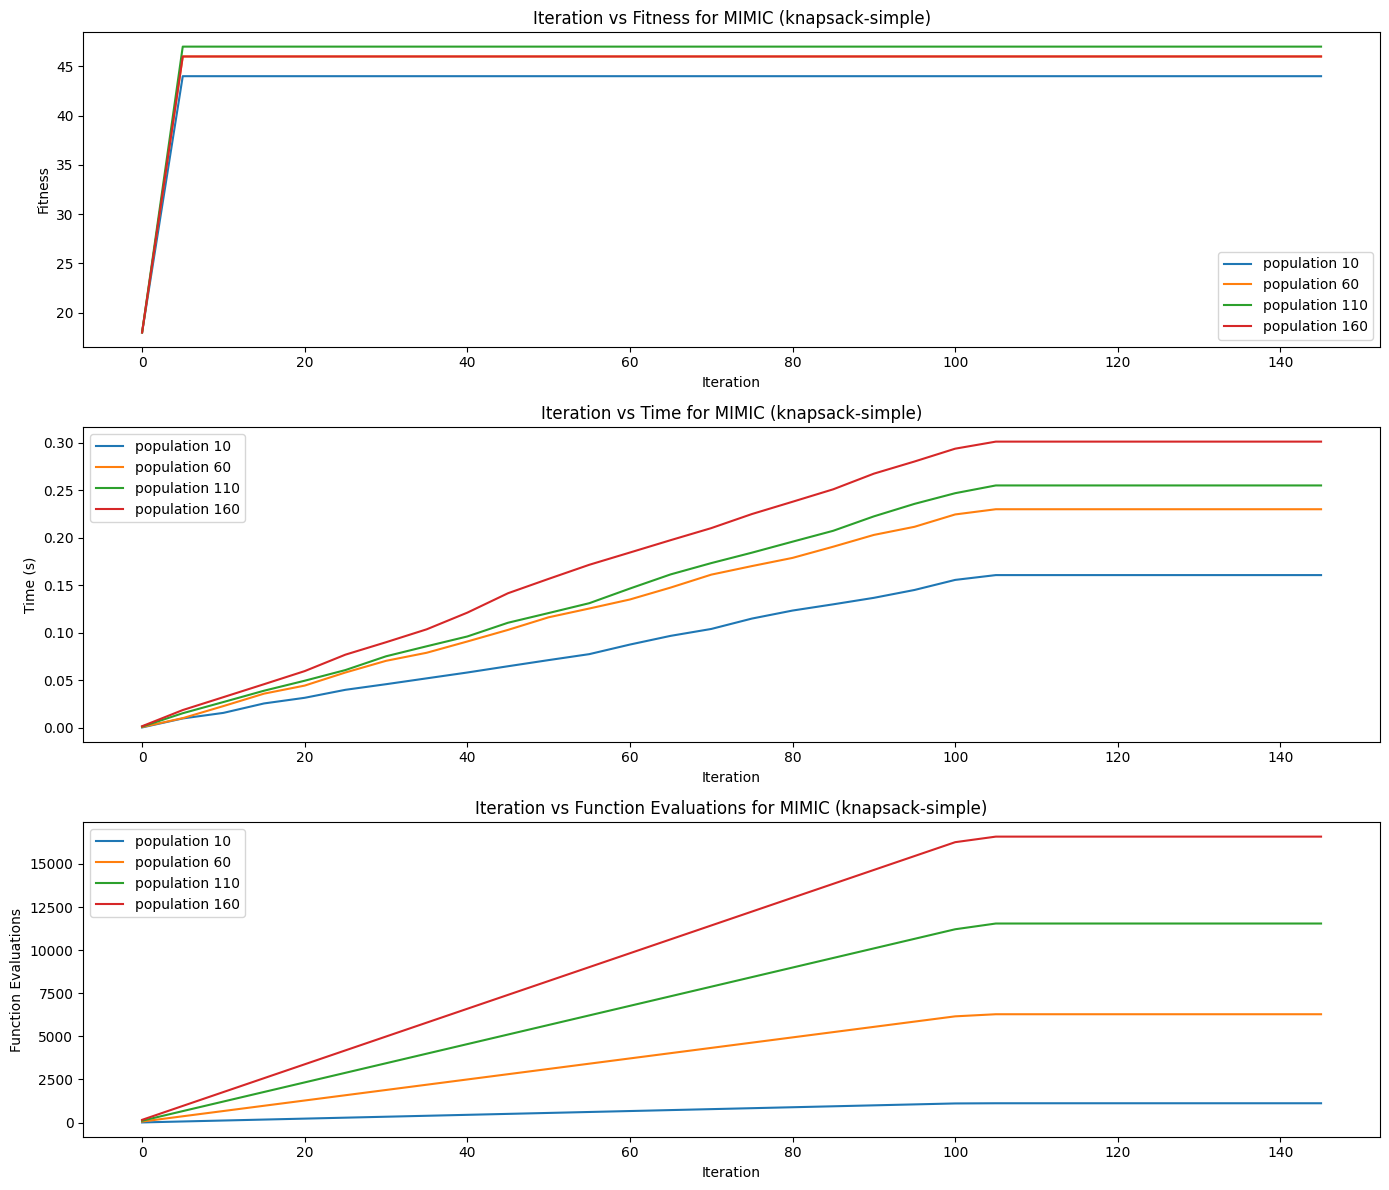 Iteration vs Fitness for MIMIC (knapsack-simple)
45
40
35
30
25
20
Fitness
population 10
population 60
population 110
population 160
0 20 40 60 80 100 120 140
Iteration
Iteration vs Time for MIMIC (knapsack-simple)
0.30
0.25
0.20
0.15
0.10
0.05
0.00
Time (s)
population 10
population 60
population 110
population 160
0 20 40 60 80 100 120 140
Iteration
Iteration vs Function Evaluations for MIMIC (knapsack-simple)
15000
12500
10000
7500
5000
2500
0
Function Evaluations
population 10
population 60
population 110
population 160
0 20 40 60 80 100 120 140
Iteration